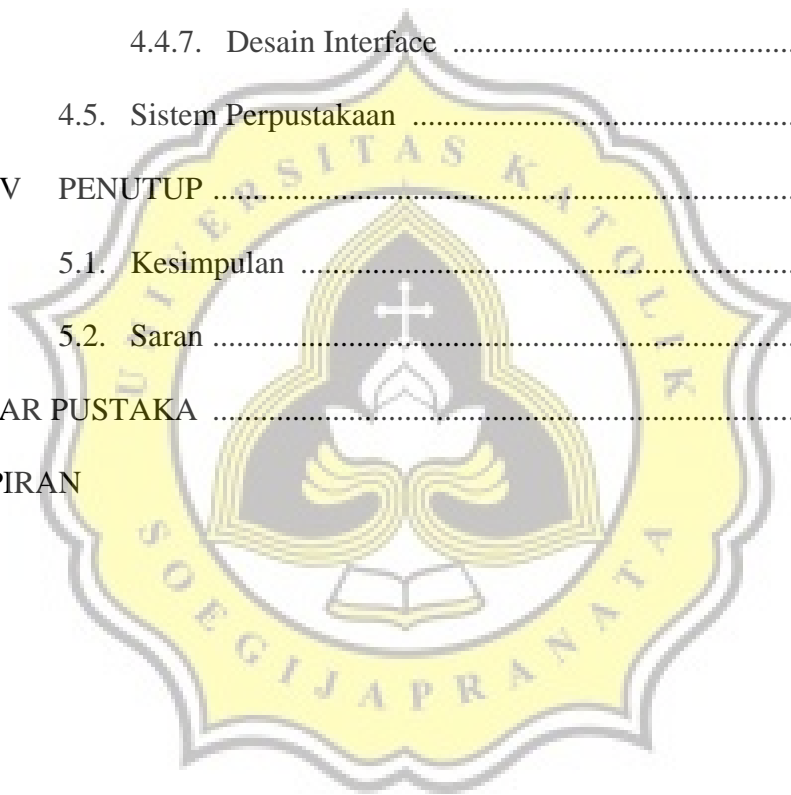 4.4.7. Desain Interface ..........................................
4.5. Sistem Perpustakaan ................................................
V PENUTUP .........................................................................
5.1. Kesimpulan ..............................................................
5.2. Saran .........................................................................
AR PUSTAKA .........................................................................
PIRAN
UNIVERSITAS KATOLIK
SOEGIJAPRANATA